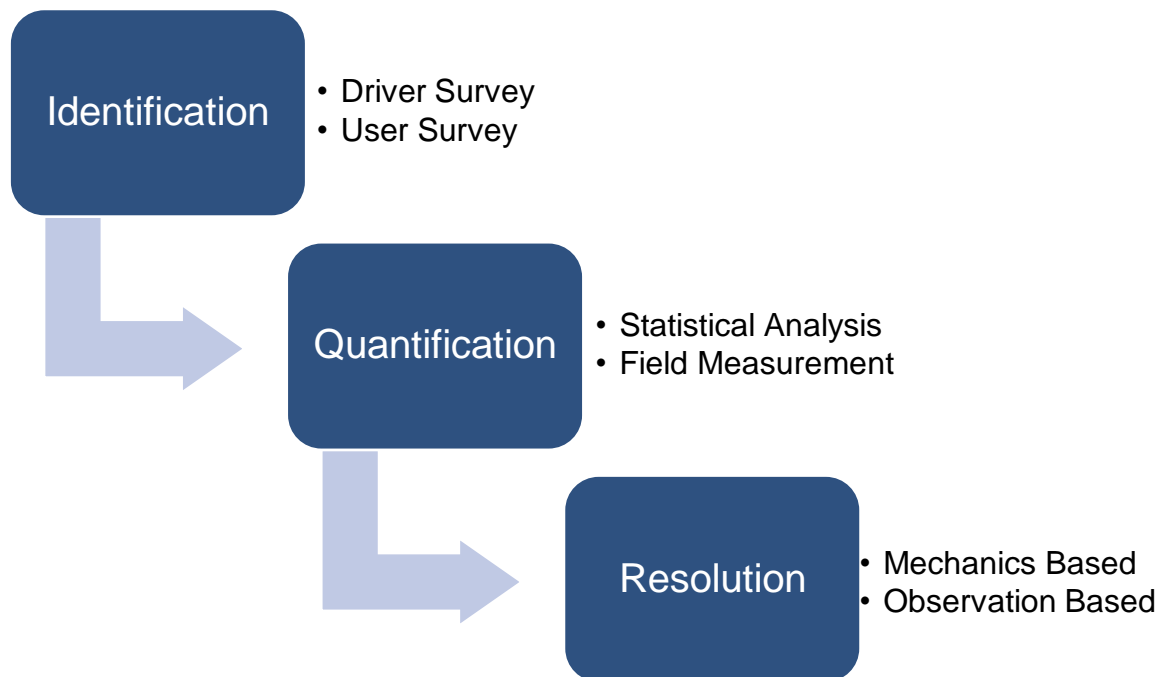 Identification
• Driver Survey
• User Survey
Quantification
• Statistical Analysis
• Field Measurement
Resolution
• Mechanics Based
• Observation Based